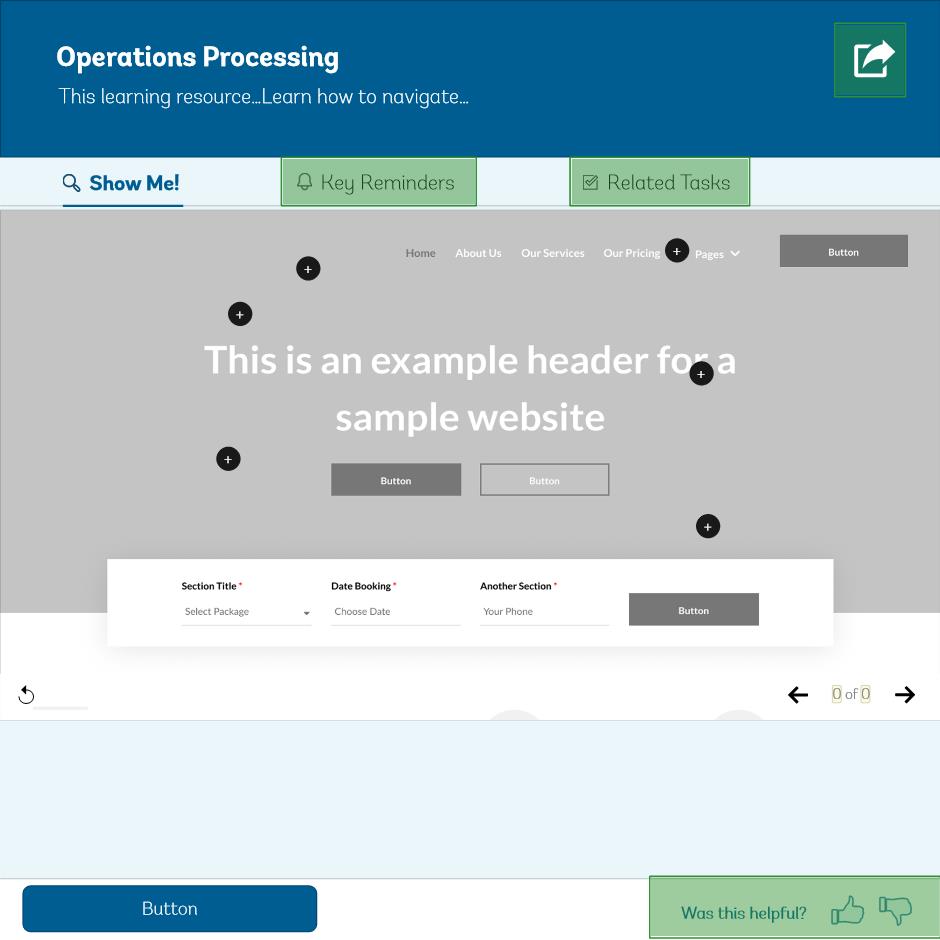 Operations Processing
This learning resource...Learn how to navigate...
Show Me!
Key Reminders
Related Tasks
Home About Us Our Services Our Pricing + Pages Button
+
+
This is an example header for a
+
sample website
+
Button Button
+
Section Title * Date Booking * Another Section *
Select Package Choose Date Your Phone Button
0 of 0
Button
Was this helpful?